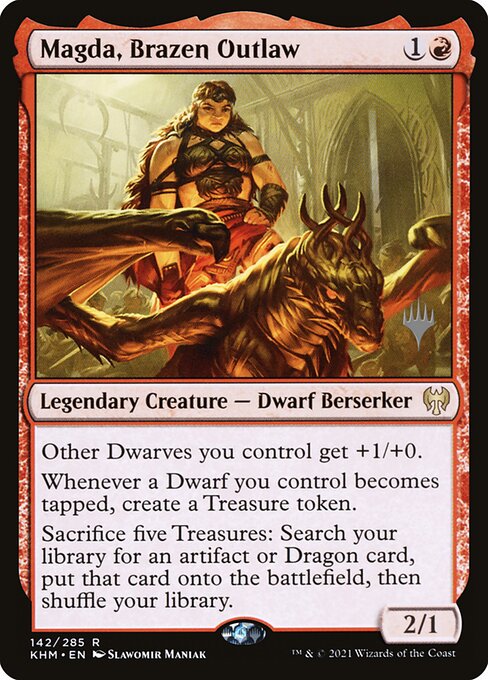 Magda, Brazen Outlaw 1
Legendary Creature — Dwarf Berserker
Other Dwarves you control get +1/+0.
Whenever a Dwarf you control becomes
tapped, create a Treasure token.
Sacrifice five Treasures: Search your
library for an artifact or Dragon card,
put that card onto the battlefield, then
shuffle your library.
2/1
142/285 R
KHM • EN Slawomir Maniak ™ & © 2021 Wizards of the Coast